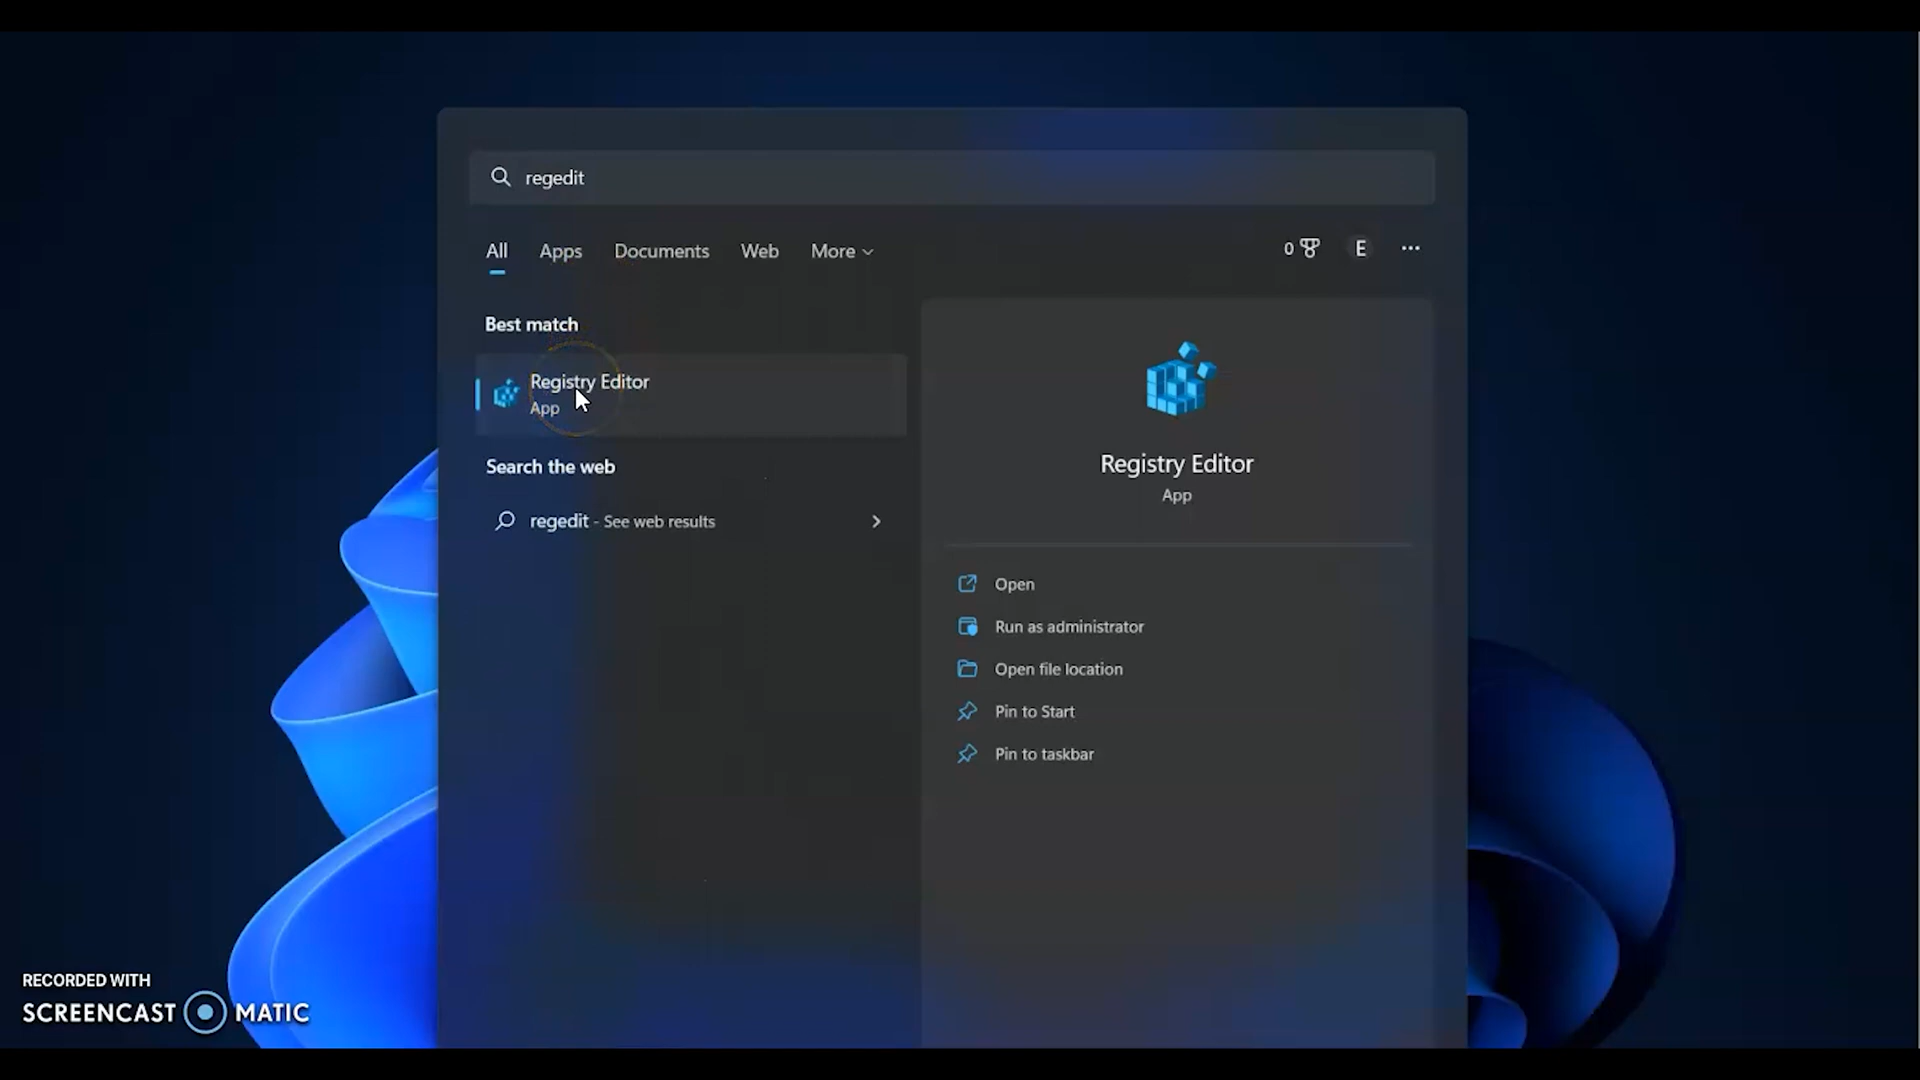 regedit
All Apps Documents Web More
0 E ...
Best match
Registry Editor
App
Search the web
regedit - See web results
Registry Editor
App
Open
Run as administrator
Open file location
Pin to Start
Pin to taskbar
RECORDED WITH
SCREENCAST MATIC